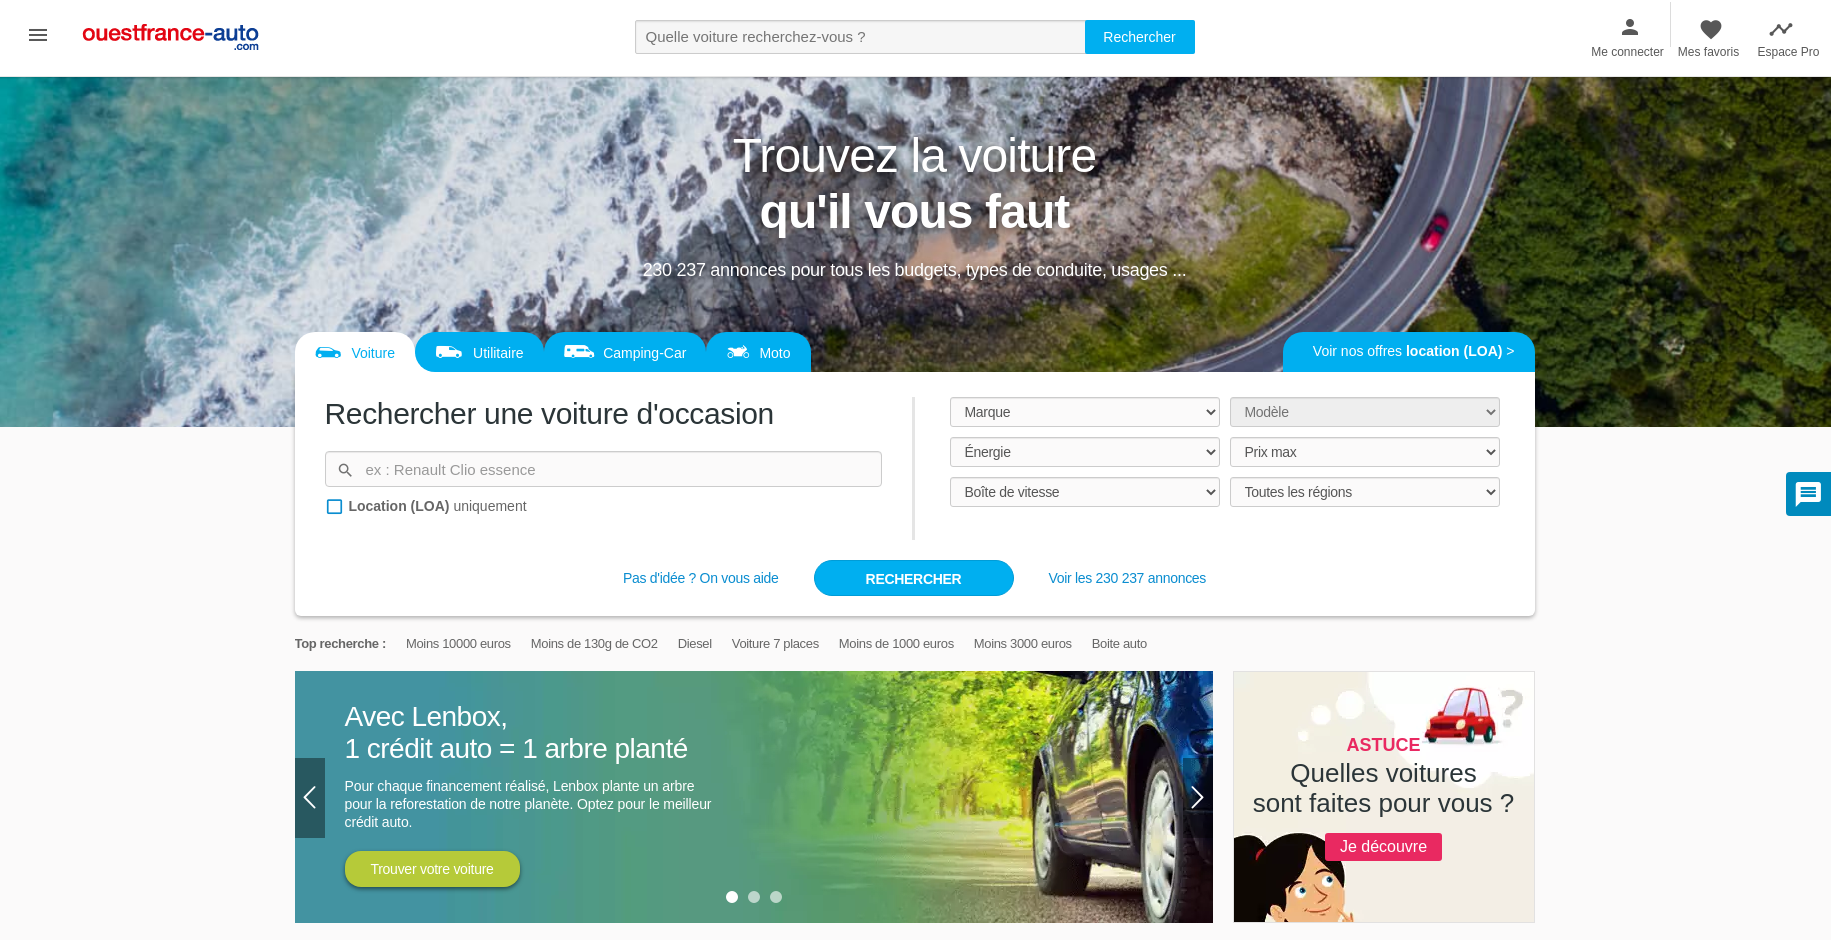 ouestfrance-auto
.com
Quelle voiture recherchez-vous ?
Rechercher
Me connecter
Mes favoris
Espace Pro
Trouvez la voiture
qu'il vous faut
230 237 annonces pour tous les budgets, types de conduite, usages ...
Voiture
Utilitaire
Camping-Car
Moto
Voir nos offres location (LOA) >
Rechercher une voiture d'occasion
ex : Renault Clio essence
Location (LOA) uniquement
Marque
Modèle
Énergie
Prix max
Boîte de vitesse
Toutes les régions
Pas d'idée ? On vous aide
RECHERCHER
Voir les 230 237 annonces
Top recherche :
Moins 10000 euros
Moins de 130g de CO2
Diesel
Voiture 7 places
Moins de 1000 euros
Moins 3000 euros
Boite auto
Avec Lenbox,
1 crédit auto = 1 arbre planté
Pour chaque financement réalisé, Lenbox plante un arbre
pour la reforestation de notre planète. Optez pour le meilleur
crédit auto.
Trouver votre voiture
?
ASTUCE
Quelles voitures
sont faites pour vous ?
Je découvre